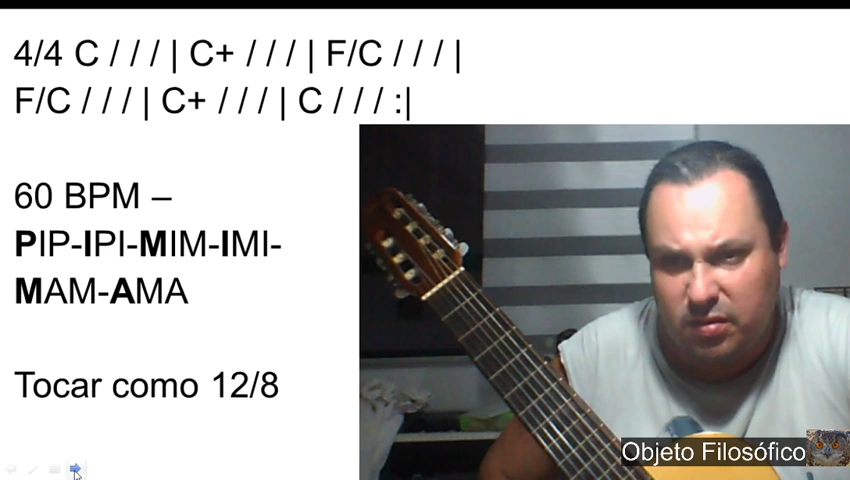 4/4 C / / / | C+ / / / | F/C / / / |
F/C / / / | C+ / / / | C / / / :|
60 BPM –
PIP-IPI-MIM-IMI-
MAM-AMA
Tocar como 12/8
Objeto Filosófico